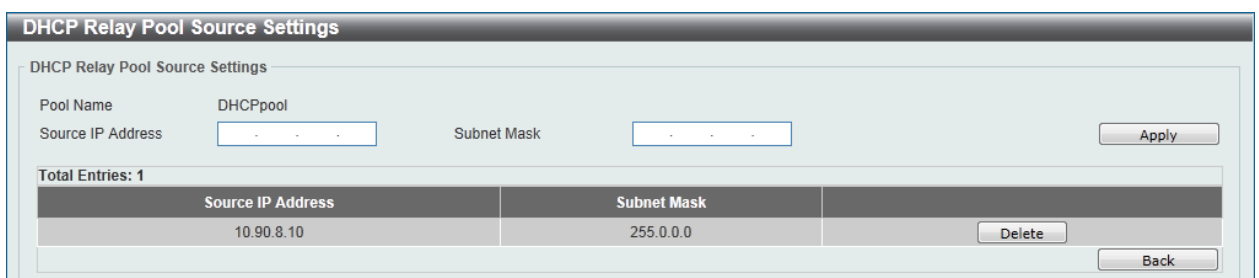 DHCP Relay Pool Source Settings
DHCP Relay Pool Source Settings
Pool Name DHCPpool
Source IP Address . . . Subnet Mask . . . Apply
Total Entries: 1
Source IP Address Subnet Mask
10.90.8.10 255.0.0.0 Delete
Back